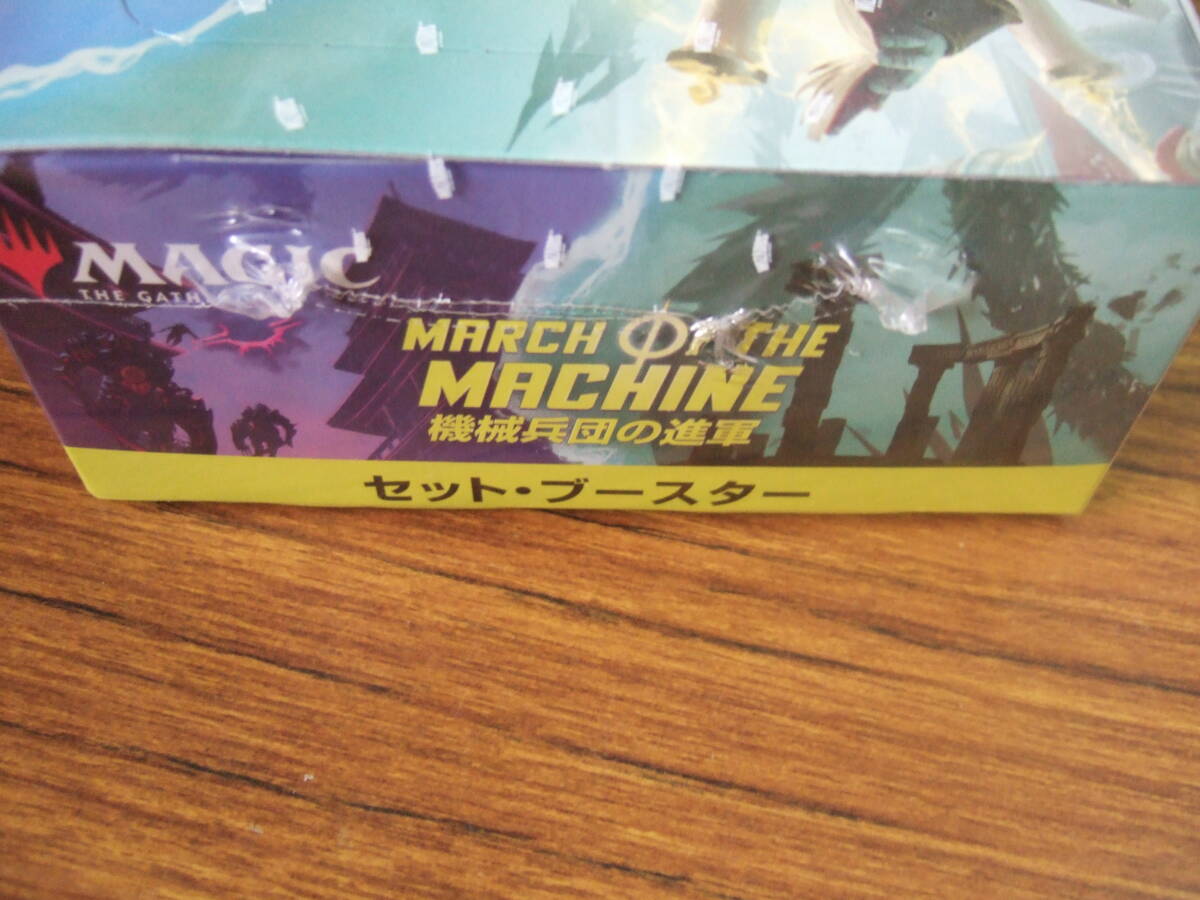 MAGIC
THE GATH
MARCH OF THE
MACHINE
機械兵団の進軍
セット・ブースター